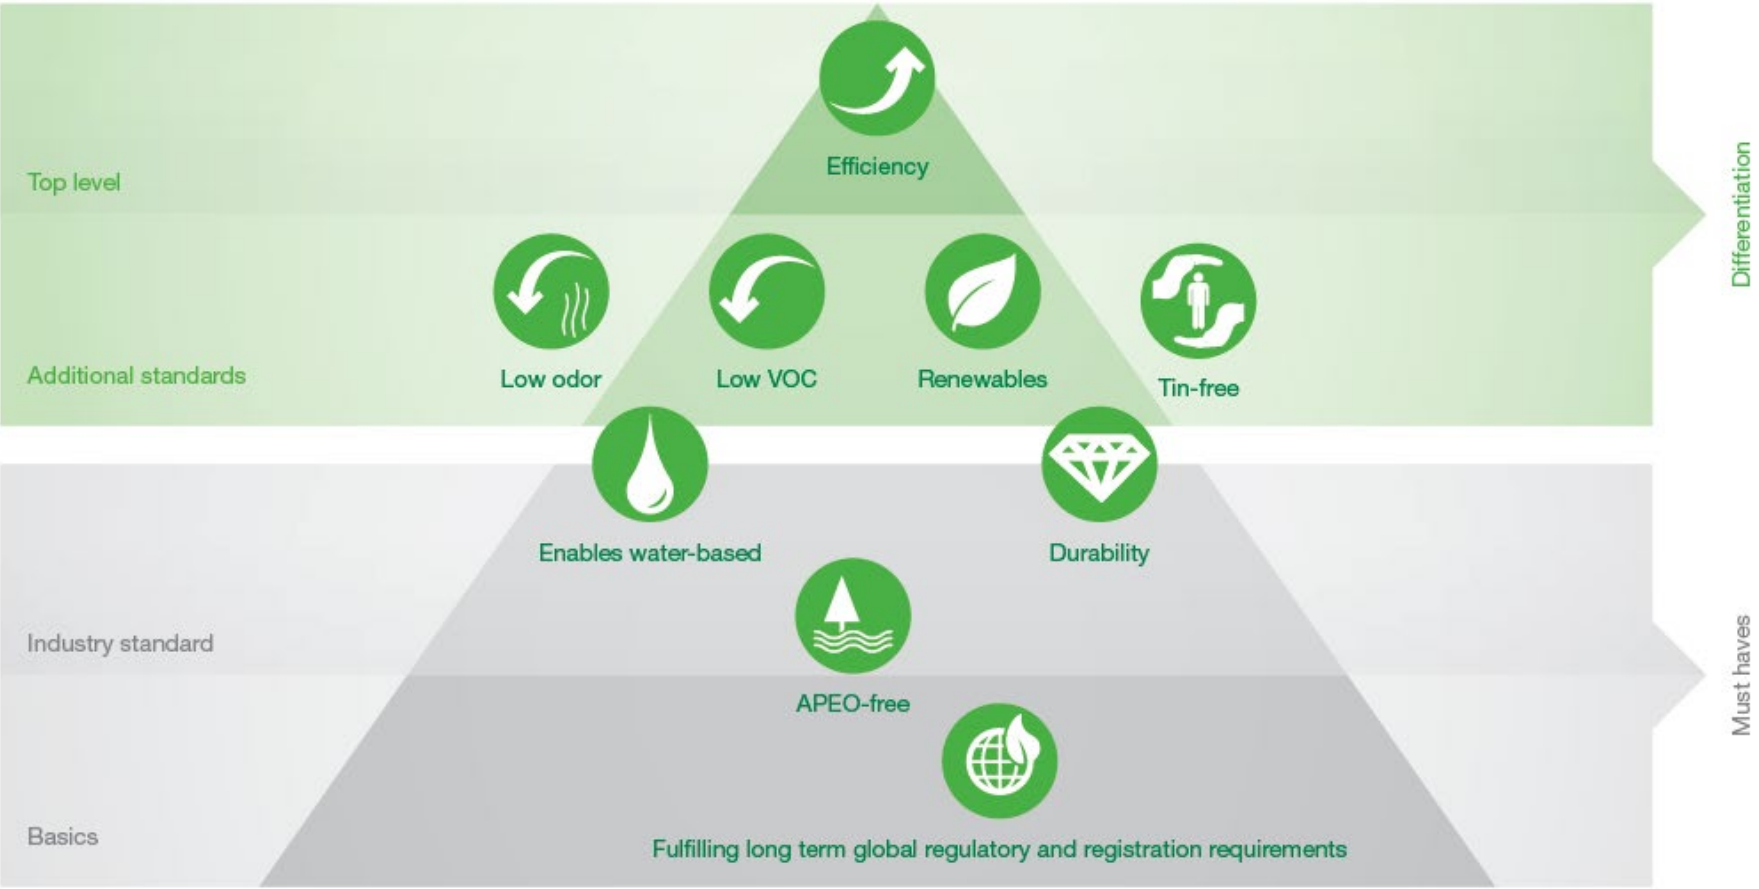 Efficiency
Top level
Differentiation
Low odor
Low VOC
Renewables
Tin-free
Additional standards
Enables water-based
Durability
Industry standard
APEO-free
Must haves
Basics
Fulfilling long term global regulatory and registration requirements